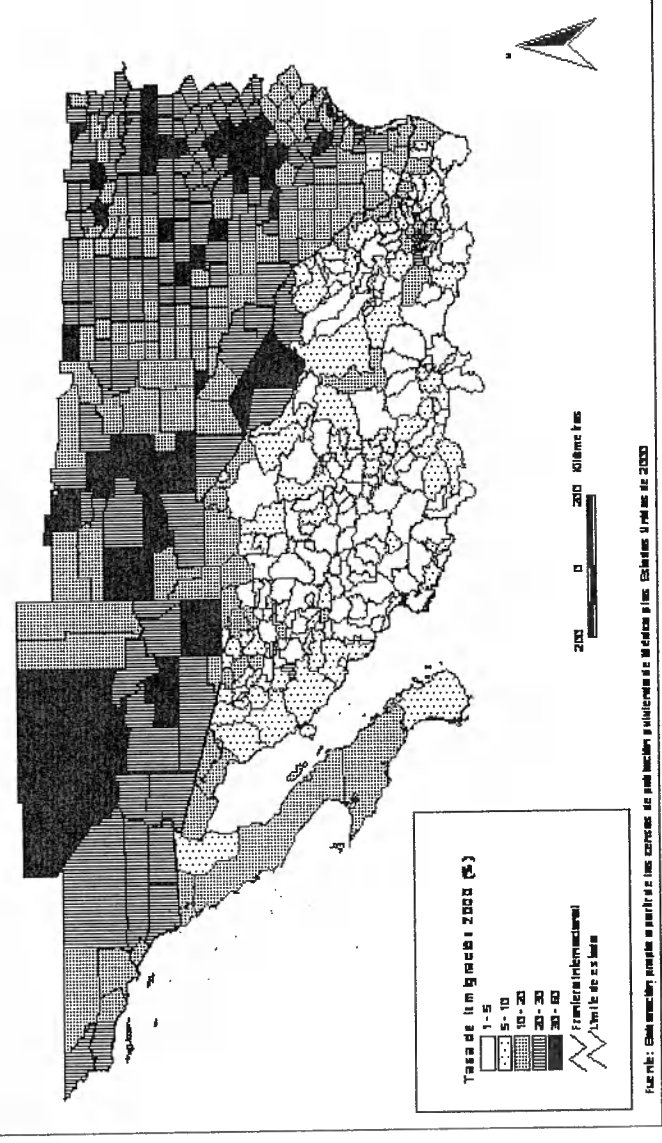 Tasa de Inmigración 2000 (%)
1 - 5
5 - 10
10 - 20
20 - 30
30 - 60
Frontera internacional
Límite de estado
200 0 200 Kilómetros
N
Fuente: Elaboración propia a partir de los censos de población y vivienda de México y los Estados Unidos de 2000